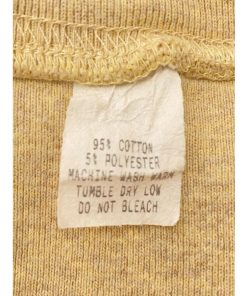 95% COTTON
5% POLYESTER
MACHINE WASH WARM
TUMBLE DRY LOW
DO NOT BLEACH